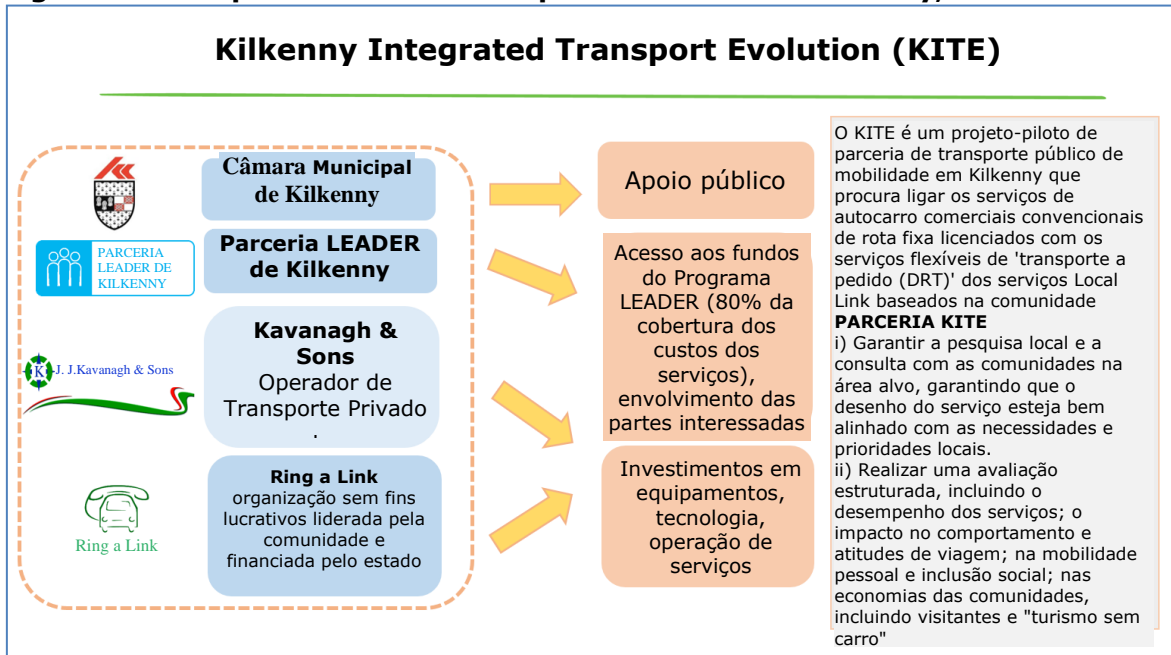 Kilkenny Integrated Transport Evolution (KITE)
Câmara Municipal
de Kilkenny
PARCERIA
LEADER DE
KILKENNY
Parceria LEADER
de Kilkenny
K
J. J.Kavanagh & Sons
Kavanagh &
Sons
Operador de
Transporte Privado
.
Ring a Link
Ring a Link
organização sem fins
lucrativos liderada pela
comunidade e
financiada pelo estado
Apoio público
Acesso aos fundos
do Programa
LEADER (80% da
cobertura dos
custos dos
serviços),
envolvimento das
partes interessadas
Investimentos em
equipamentos,
tecnologia,
operação de
serviços
O KITE é um projeto-piloto de
parceria de transporte público de
mobilidade em Kilkenny que
procura ligar os serviços de
autocarro comerciais convencionais
de rota fixa licenciados com os
serviços flexíveis de 'transporte a
pedido (DRT)' dos serviços Local
Link baseados na comunidade
PARCERIA KITE
i) Garantir a pesquisa local e a
consulta com as comunidades na
área alvo, garantindo que o
desenho do serviço esteja bem
alinhado com as necessidades e
prioridades locais.
ii) Realizar uma avaliação
estruturada, incluindo o
desempenho dos serviços; o
impacto no comportamento e
atitudes de viagem; na mobilidade
pessoal e inclusão social; nas
economias das comunidades,
incluindo visitantes e "turismo sem
carro"